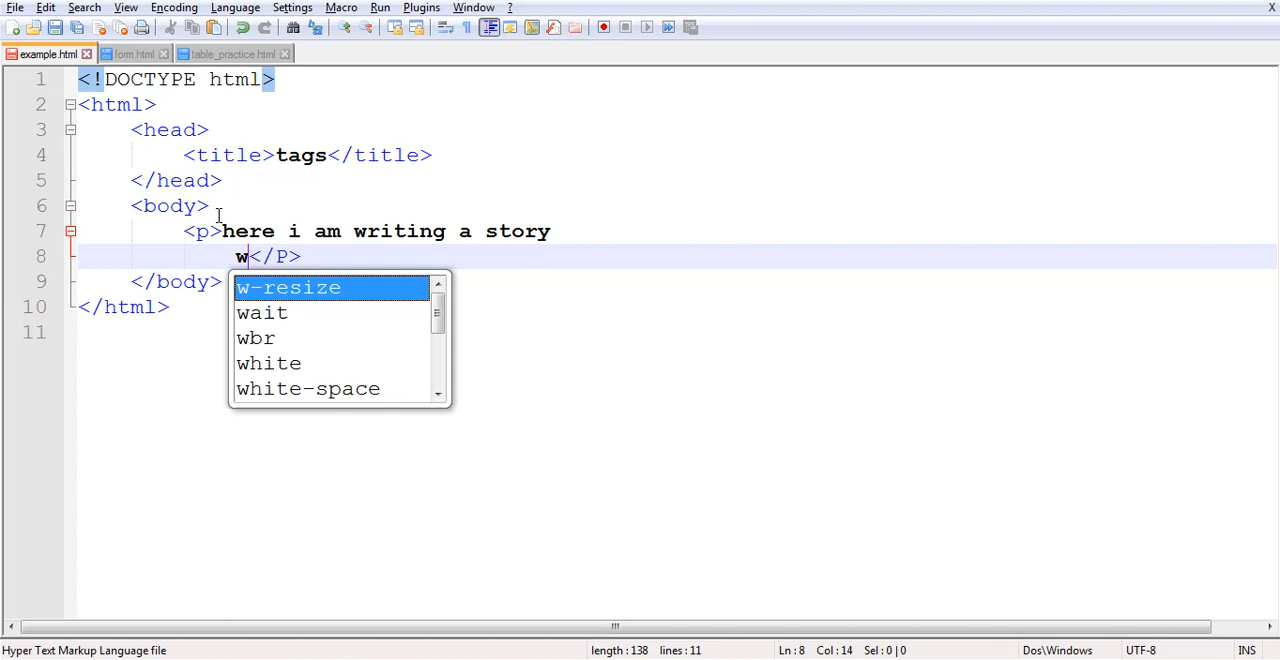 File Edit Search View Encoding Language Settings Macro Run Plugins Window ? X
example.html form.html table_practice.html
1 <!DOCTYPE html>
2 <html>
3 <head>
4 <title>tags</title>
5 </head>
6 <body>
7 <p>here i am writing a story
8 w</P>
9 </body>
10 </html>
11
w-resize
wait
wbr
white
white-space
Hyper Text Markup Language file length : 138 lines : 11 Ln : 8 Col : 14 Sel : 0 | 0 Dos\Windows UTF-8 INS